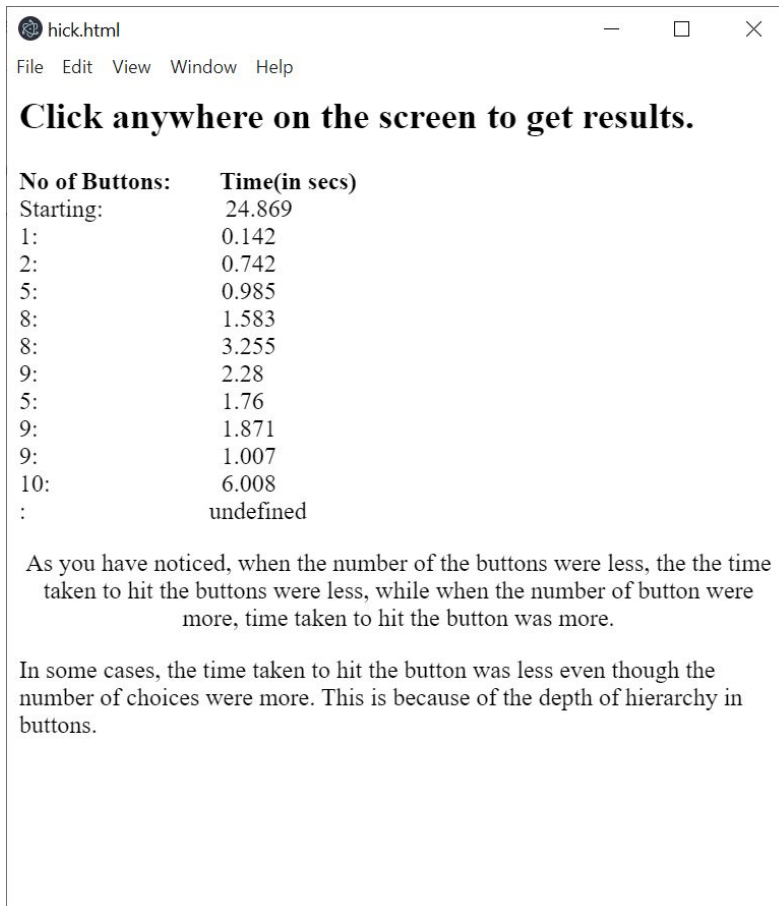 hick.html
File Edit View Window Help
Click anywhere on the screen to get results.
No of Buttons: Time(in secs)
Starting: 24.869
1: 0.142
2: 0.742
5: 0.985
8: 1.583
8: 3.255
9: 2.28
5: 1.76
9: 1.871
9: 1.007
10: 6.008
: undefined
As you have noticed, when the number of the buttons were less, the the time
taken to hit the buttons were less, while when the number of button were
more, time taken to hit the button was more.
In some cases, the time taken to hit the button was less even though the
number of choices were more. This is because of the depth of hierarchy in
buttons.